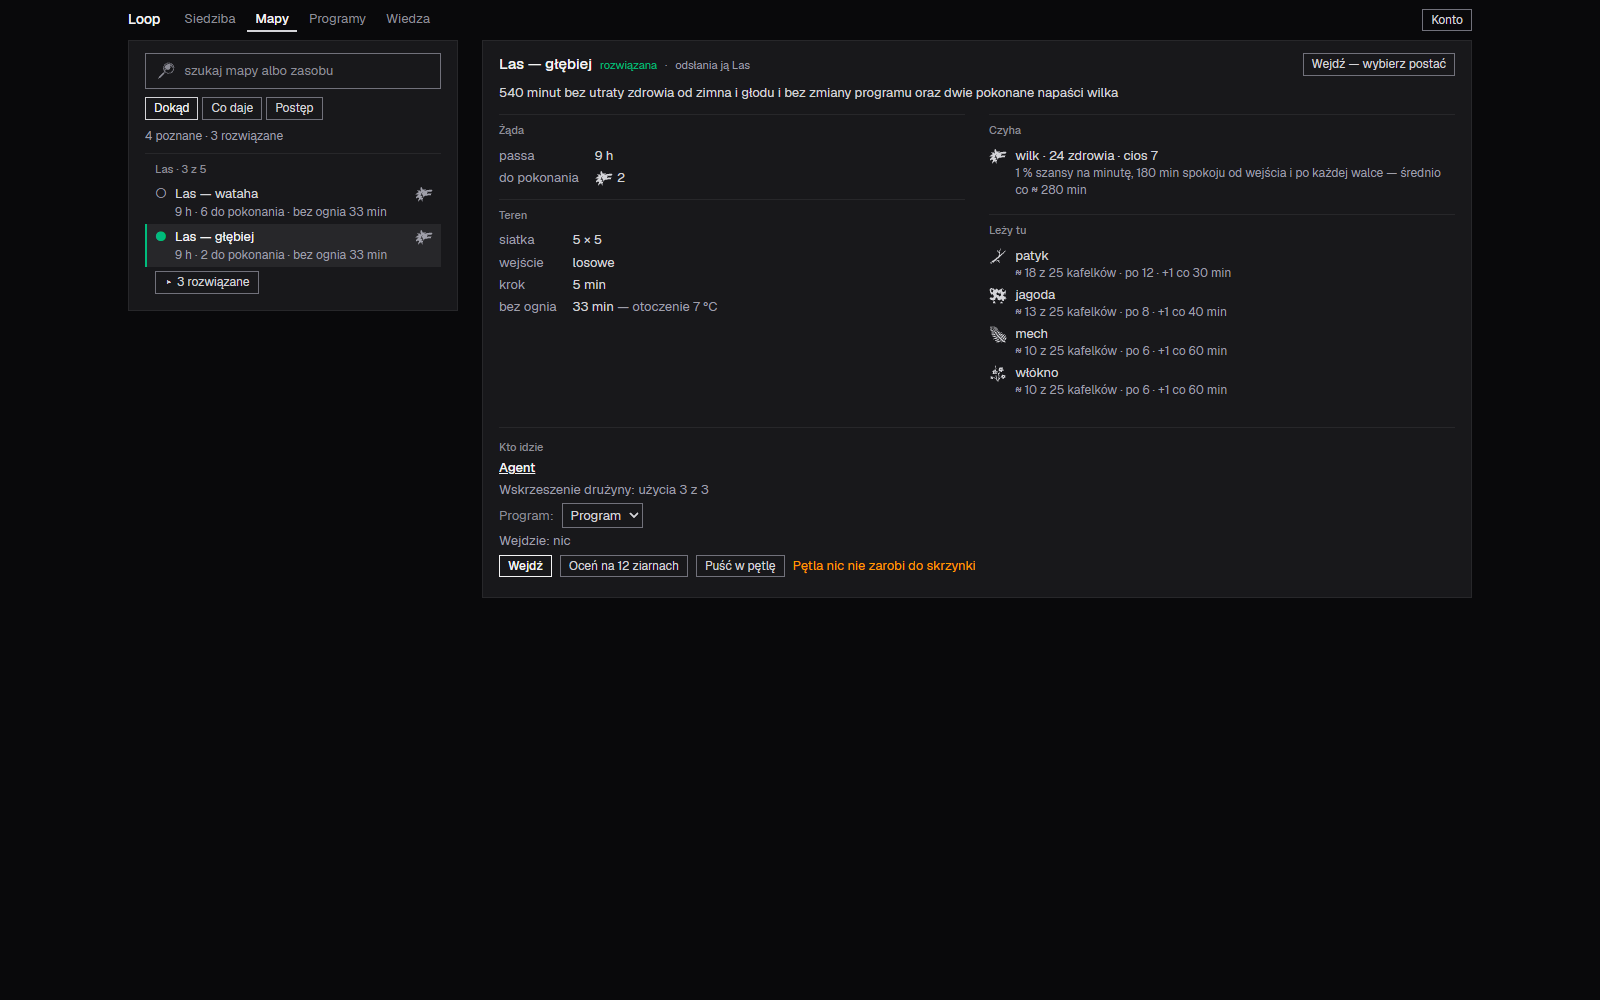 Loop Siedziba Mapy Programy Wiedza Konto
szukaj mapy albo zasobu
Dokąd Co daje Postęp
4 poznane · 3 rozwiązane
Las · 3 z 5
Las — wataha
9 h · 6 do pokonania · bez ognia 33 min
Las — głębiej
9 h · 2 do pokonania · bez ognia 33 min
▸ 3 rozwiązane
Las — głębiej rozwiązana · odsłania ją Las
Wejdź — wybierz postać
540 minut bez utraty zdrowia od zimna i głodu i bez zmiany programu oraz dwie pokonane napaści wilka
Żąda
passa 9 h
do pokonania 2
Teren
siatka 5 × 5
wejście losowe
krok 5 min
bez ognia 33 min — otoczenie 7 °C
Czyha
wilk · 24 zdrowia · cios 7
1 % szansy na minutę, 180 min spokoju od wejścia i po każdej walce — średnio
co ≈ 280 min
Leży tu
patyk
≈ 18 z 25 kafelków · po 12 · +1 co 30 min
jagoda
≈ 13 z 25 kafelków · po 8 · +1 co 40 min
mech
≈ 10 z 25 kafelków · po 6 · +1 co 60 min
włókno
≈ 10 z 25 kafelków · po 6 · +1 co 60 min
Kto idzie
Agent
Wskrzeszenie drużyny: użycia 3 z 3
Program: Program
Wejdzie: nic
Wejdź Oceń na 12 ziarnach Puść w pętlę Pętla nic nie zarobi do skrzynki